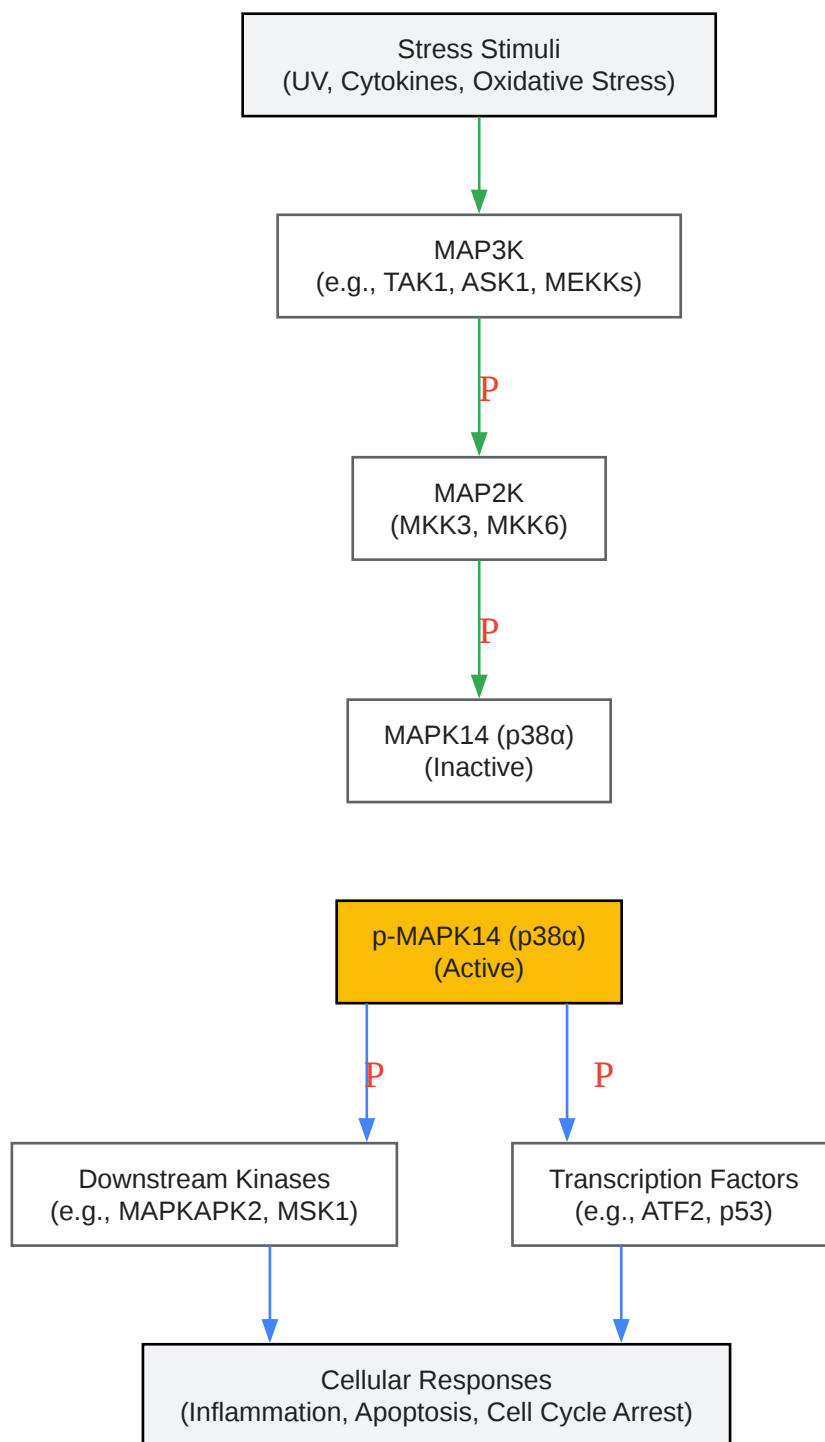 Stress Stimuli
(UV, Cytokines, Oxidative Stress)
MAP3K
(e.g., TAK1, ASK1, MEKKs)
P
MAP2K
(MKK3, MKK6)
P
MAPK14 (p38α)
(Inactive)
p-MAPK14 (p38α)
(Active)
P
P
Downstream Kinases
(e.g., MAPKAPK2, MSK1)
Transcription Factors
(e.g., ATF2, p53)
Cellular Responses
(Inflammation, Apoptosis, Cell Cycle Arrest)